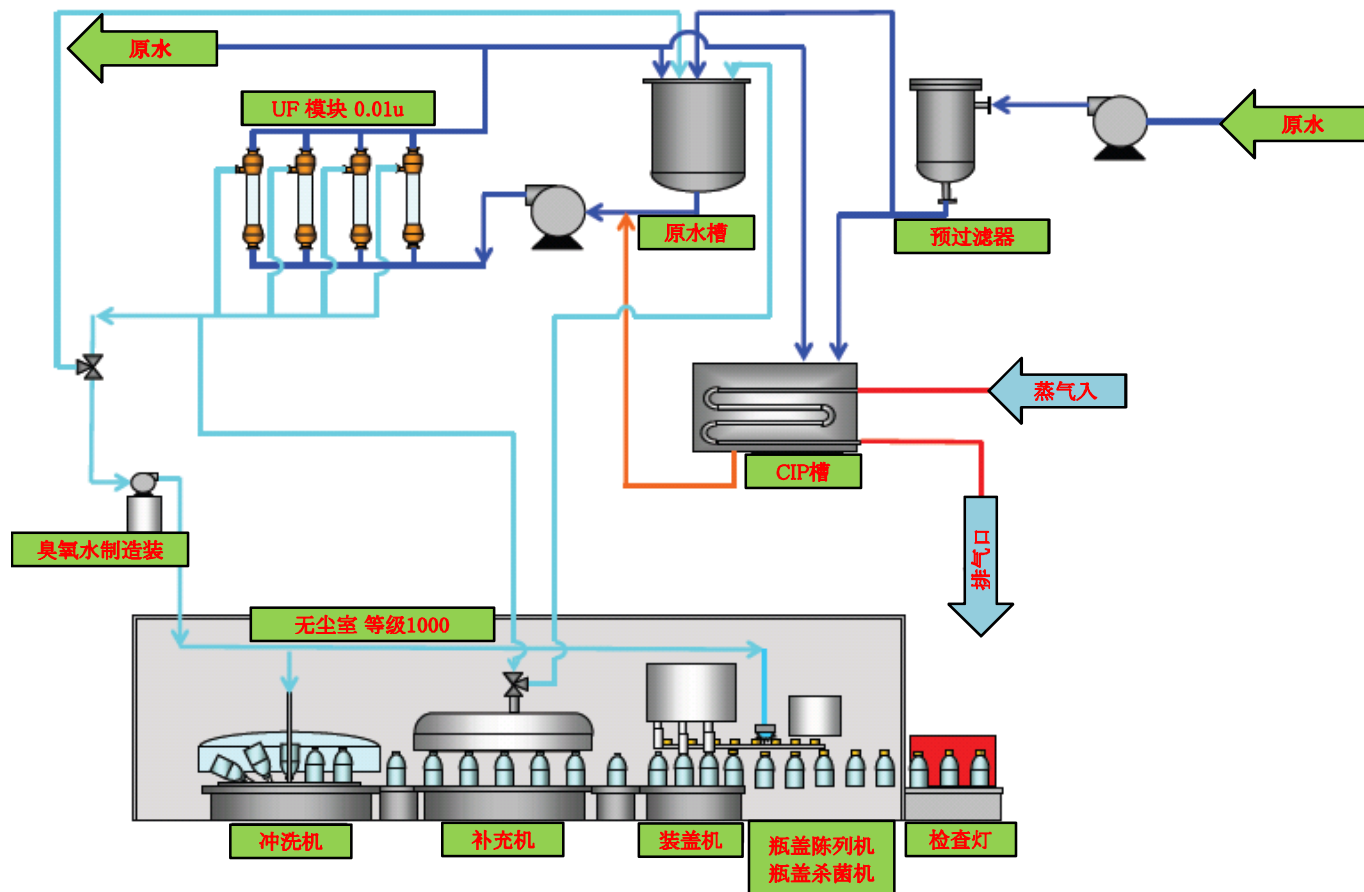 原水
UF 模块 0.01u
原水
原水槽
预过滤器
蒸气入
CIP槽
臭氧水制造装
排气口
无尘室 等级1000
冲洗机
补充机
装盖机
瓶盖陈列机
瓶盖杀菌机
检查灯